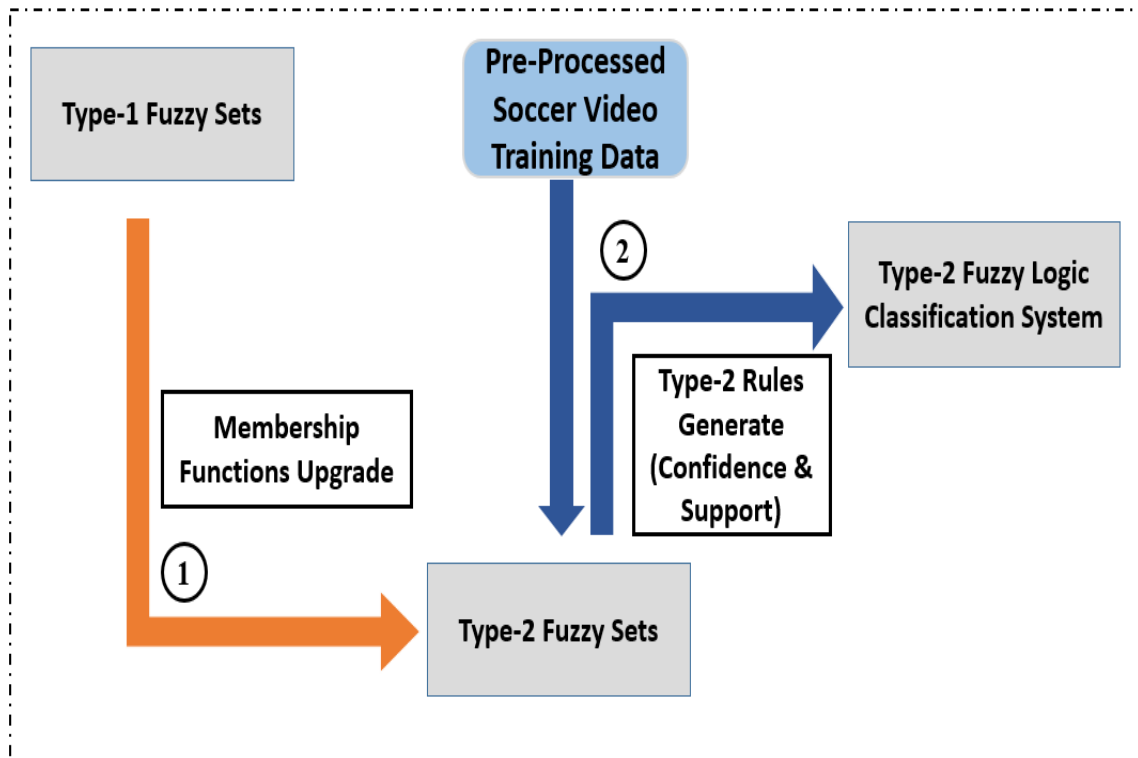 Type-1 Fuzzy Sets
Pre-Processed
Soccer Video
Training Data
2
Type-2 Fuzzy Logic
Classification System
Type-2 Rules
Generate
(Confidence &
Support)
Membership
Functions Upgrade
1
Type-2 Fuzzy Sets